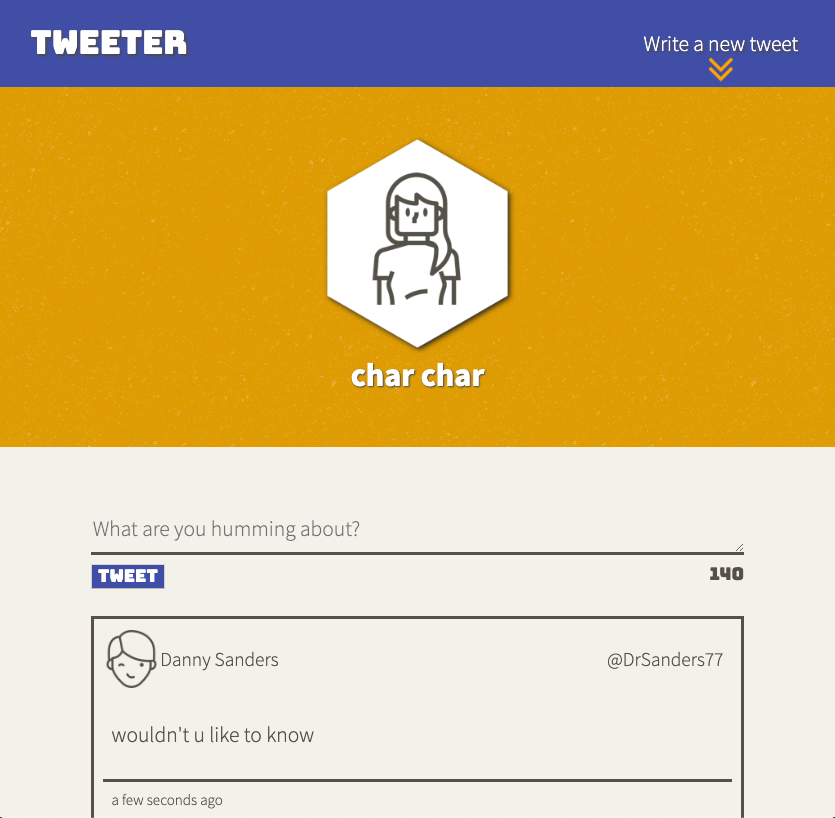 TWEETER
Write a new tweet
char char
What are you humming about?
TWEET
140
Danny Sanders
@DrSanders77
wouldn't u like to know
a few seconds ago